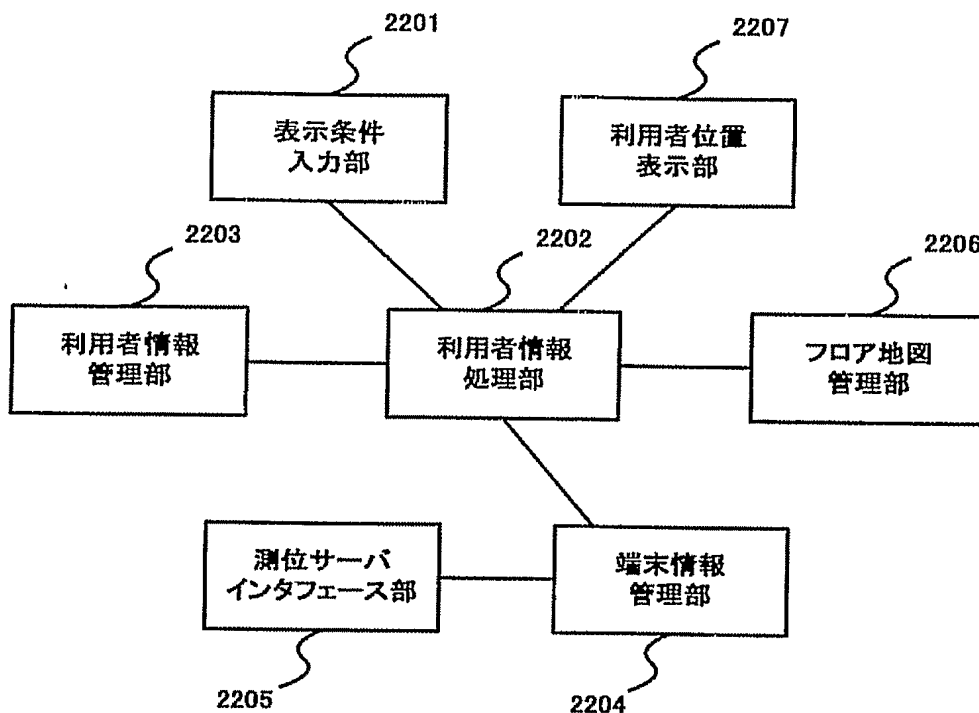 2201
2207
表示条件
入力部
利用者位置
表示部
2203
2202
2206
利用者情報
管理部
利用者情報
処理部
フロア地図
管理部
測位サーバ
インタフェース部
端末情報
管理部
2205
2204